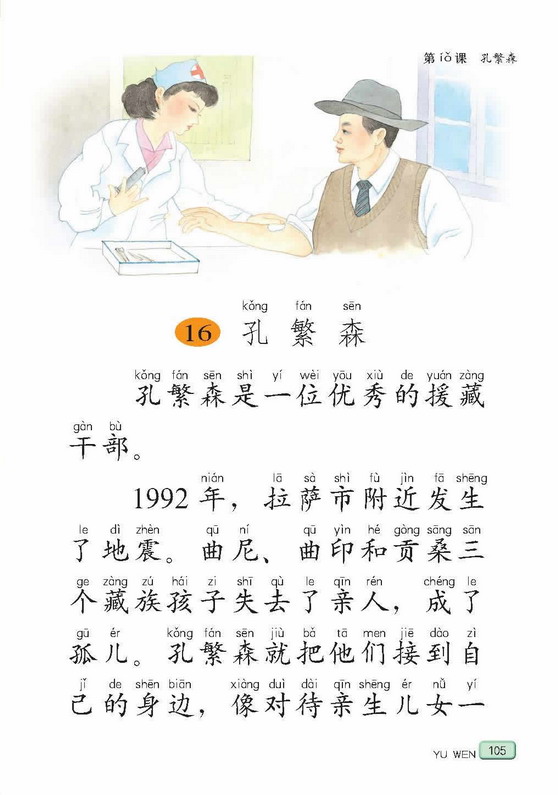 第16课 孔繁森
kǒng fán sēn
16 孔繁森
kǒng fán sēn shì yí wèi yōu xiù de yuán zàng
孔繁森是一位优秀的援藏
gàn bù
干部。
nián lā sà shì fù jìn fā shēng
1992年，拉萨市附近发生
le dì zhèn qū ní qū yìn hé gòng sāng sān
了地震。曲尼、曲印和贡桑三
ge zàng zú hái zi shī qù le qīn rén chéng le
个藏族孩子失去了亲人，成了
gū ér kǒng fán sēn jiù bǎ tā men jiē dào zì
孤儿。孔繁森就把他们接到自
jǐ de shēn biān xiàng duì dài qīn shēng ér nǚ yí
己的身边，像对待亲生儿女一
YU WEN 105